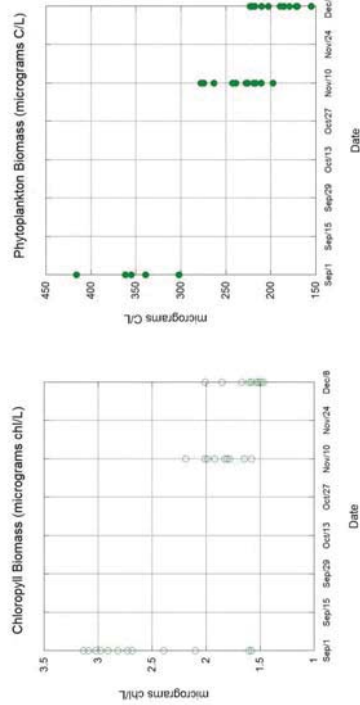 Chloropyll Biomass (micrograms chl/L)
micrograms chl/L
3.5
3
2.5
2
1.5
1
Sep/1
Sep/15
Sep/29
Oct/13
Oct/27
Nov/10
Nov/24
Dec/8
Date
Phytoplankton Biomass (micrograms C/L)
micrograms C/L
450
400
350
300
250
200
150
Sep/1
Sep/15
Sep/29
Oct/13
Oct/27
Nov/10
Nov/24
Dec/8
Date